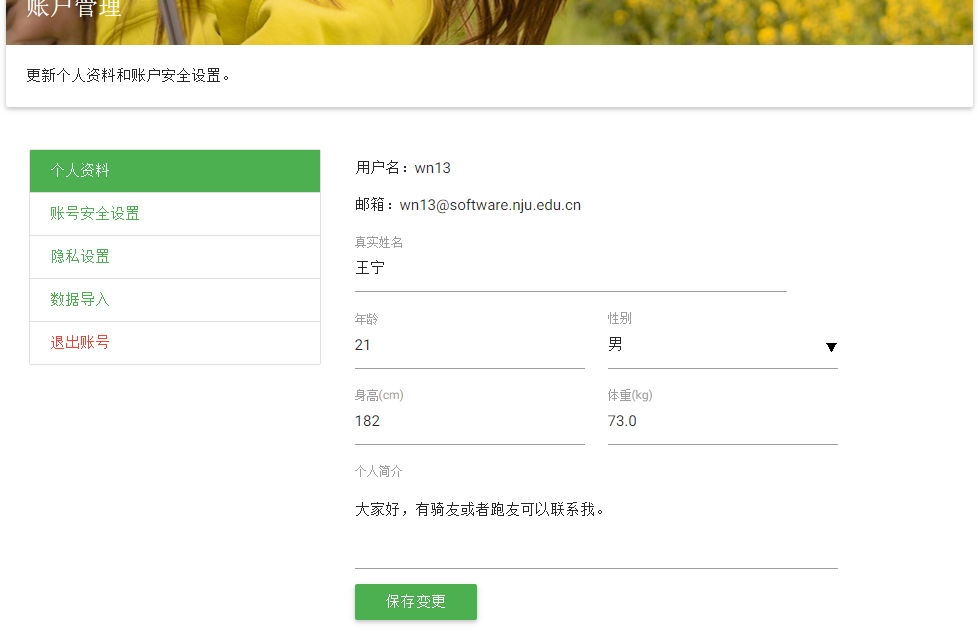 账户管理
更新个人资料和账户安全设置。
个人资料
账号安全设置
隐私设置
数据导入
退出账号
用户名：wn13
邮箱：wn13@software.nju.edu.cn
真实姓名
王宁
年龄
性别
21
男
身高(cm)
体重(kg)
182
73.0
个人简介
大家好，有骑友或者跑友可以联系我。
保存变更